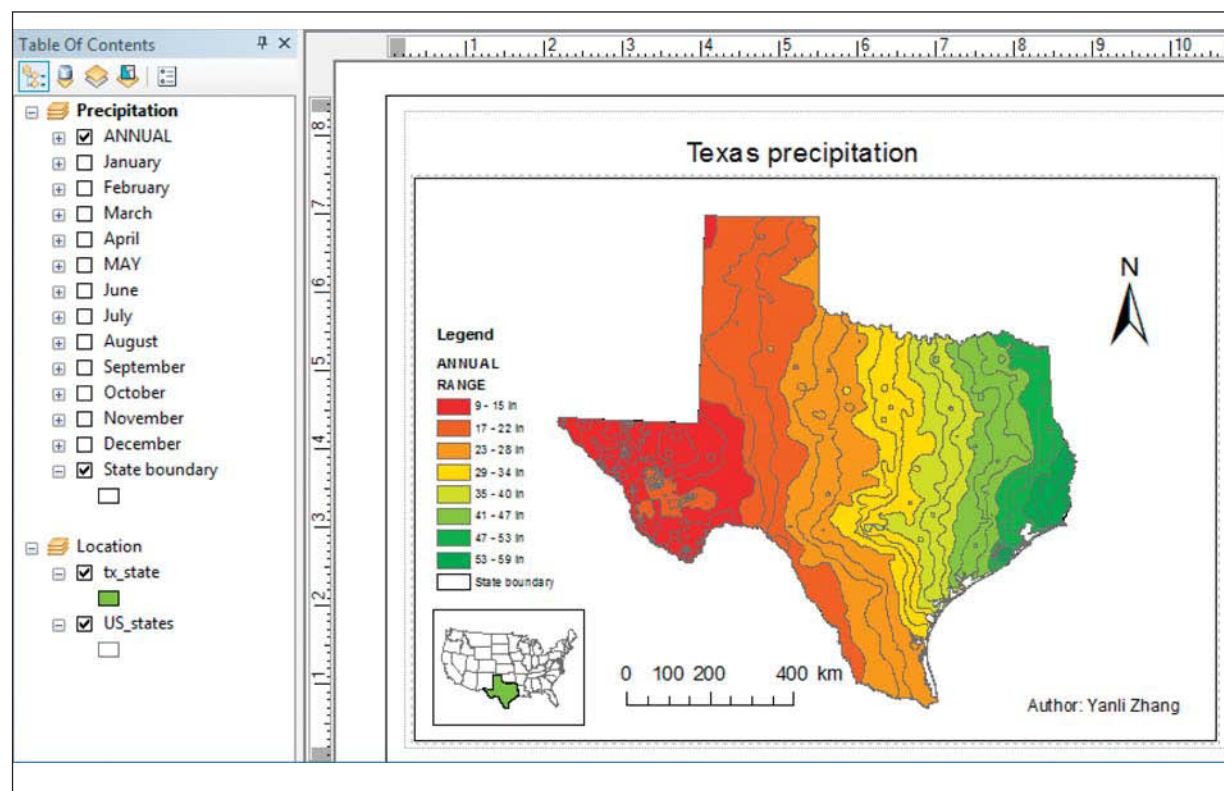 Table Of Contents
Precipitation
ANNUAL
January
February
March
April
MAY
June
July
August
September
October
November
December
State boundary
Location
tx_state
US_states
1 2 3 4 5 6 7 8 9 10
8
7
6
5
4
3
2
1
Texas precipitation
N
Legend
ANNUAL
RANGE
9 - 15 in
17 - 22 in
23 - 28 in
29 - 34 in
35 - 40 in
41 - 47 in
47 - 53 in
53 - 59 in
State boundary
0 100 200 400 km
Author: Yanli Zhang